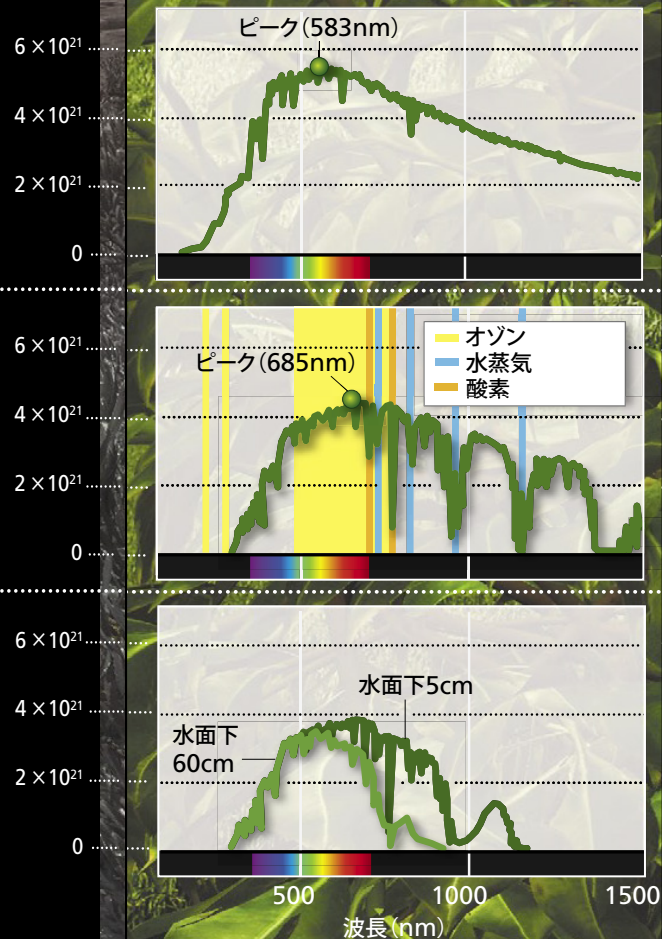 ピーク(583nm)
6×10²¹
4×10²¹
2×10²¹
0
オゾン
水蒸気
酸素
ピーク(685nm)
6×10²¹
4×10²¹
2×10²¹
0
水面下5cm
水面下
60cm
6×10²¹
4×10²¹
2×10²¹
0
500
1000
1500
波長(nm)